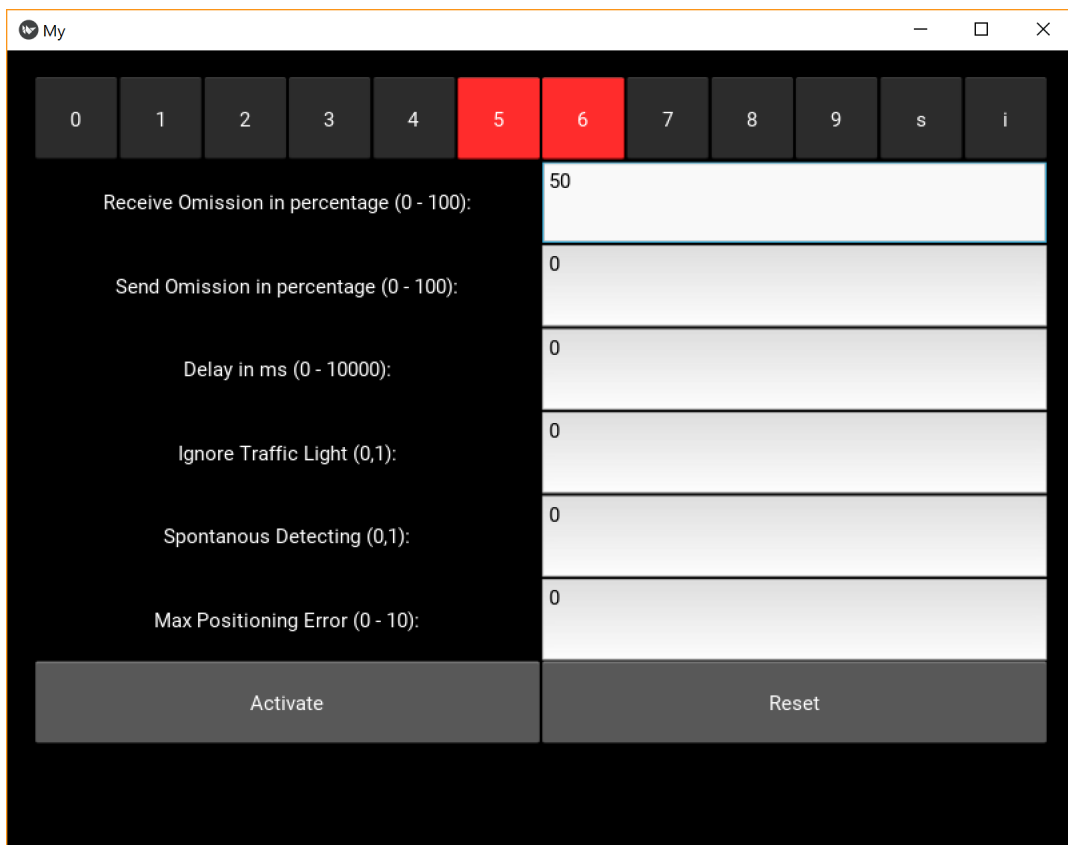 My
0 1 2 3 4 5 6 7 8 9 s i
Receive Omission in percentage (0 - 100): 50
Send Omission in percentage (0 - 100): 0
Delay in ms (0 - 10000): 0
Ignore Traffic Light (0,1): 0
Spontanous Detecting (0,1): 0
Max Positioning Error (0 - 10): 0
Activate Reset